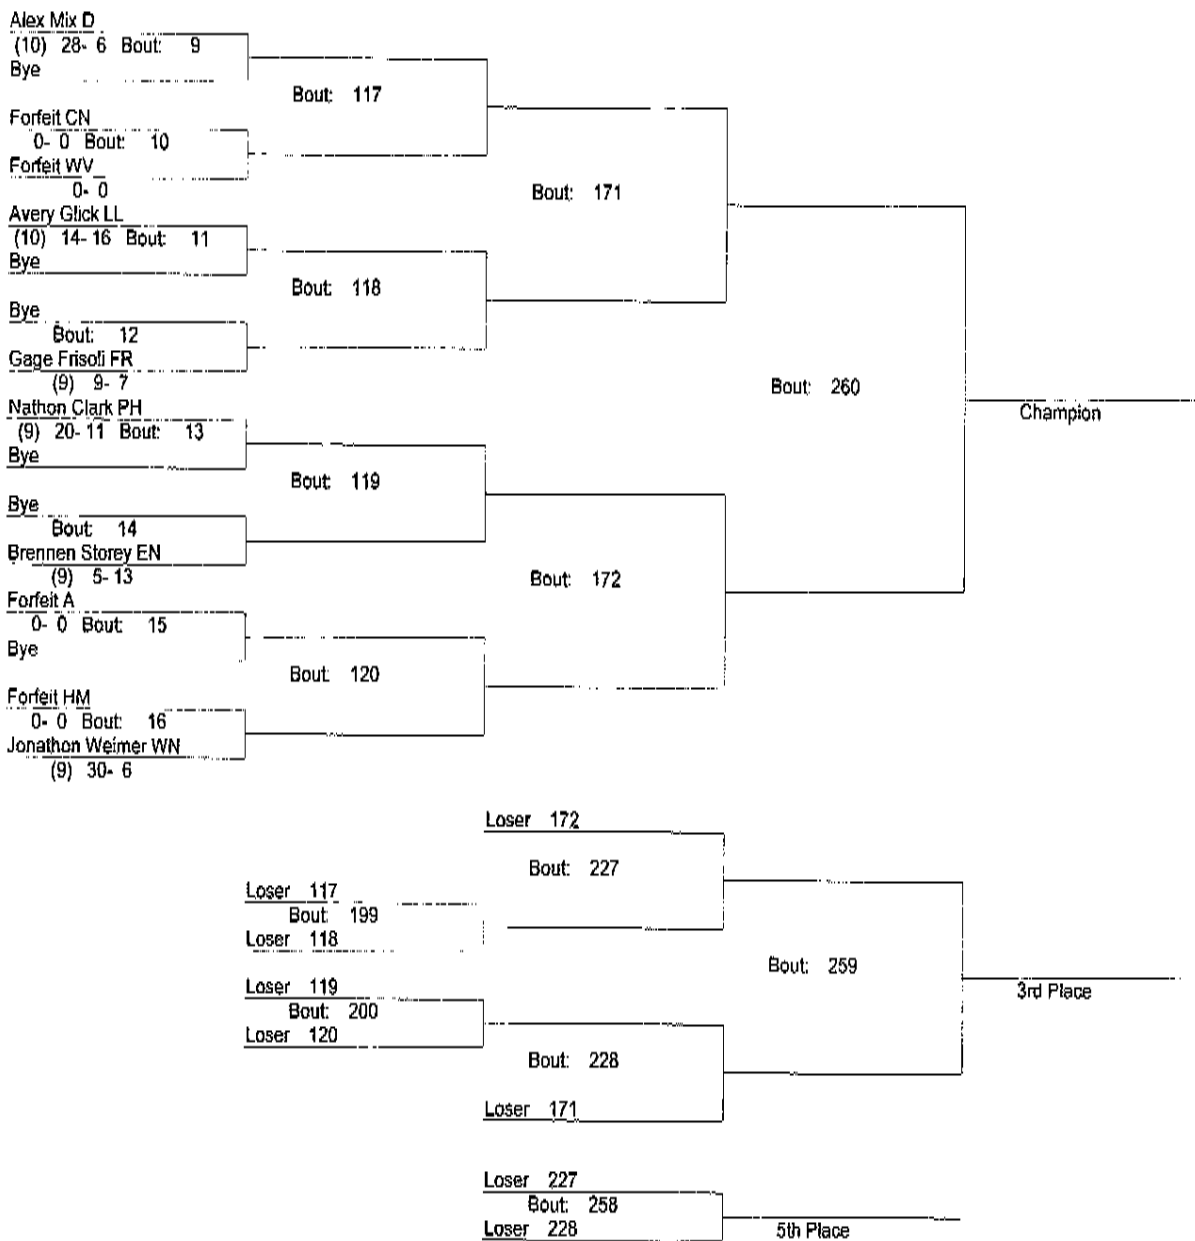 Alex Mix D
(10) 28- 6 Bout: 9
Bye
Bout: 117
Forfeit CN
0- 0 Bout: 10
Forfeit WV
0- 0
Bout: 171
Avery Glick LL
(10) 14- 16 Bout: 11
Bye
Bout: 118
Bye
Bout: 12
Gage Frisoli FR
(9) 9- 7
Bout: 260
Nathon Clark PH
(9) 20- 11 Bout: 13
Champion
Bye
Bout: 119
Bye
Bout: 14
Brennen Storey EN
(9) 5- 13
Bout: 172
Forfeit A
0- 0 Bout: 15
Bye
Bout: 120
Forfeit HM
0- 0 Bout: 16
Jonathon Weimer WN
(9) 30- 6
Loser 172
Bout: 227
Loser 117
Bout: 199
Loser 118
Bout: 259
Loser 119
3rd Place
Bout: 200
Loser 120
Bout: 228
Loser 171
Loser 227
Bout: 258
Loser 228
5th Place